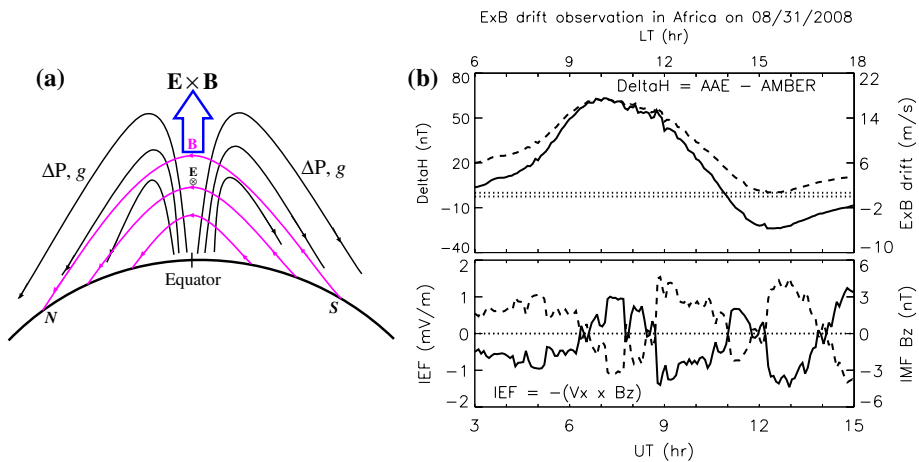 (a)
E × B
B
E
⊗
ΔP, g
ΔP, g
Equator
N
S
(b)
ExB drift observation in Africa on 08/31/2008
LT (hr)
6 9 12 15 18
DeltaH = AAE − AMBER
DeltaH (nT)
80
50
20
−10
−40
ExB drift (m/s)
22
14
6
−2
−10
IEF (mV/m)
2
1
0
−1
−2
IMF Bz (nT)
6
3
0
−3
−6
IEF = −(Vx x Bz)
3 6 9 12 15
UT (hr)